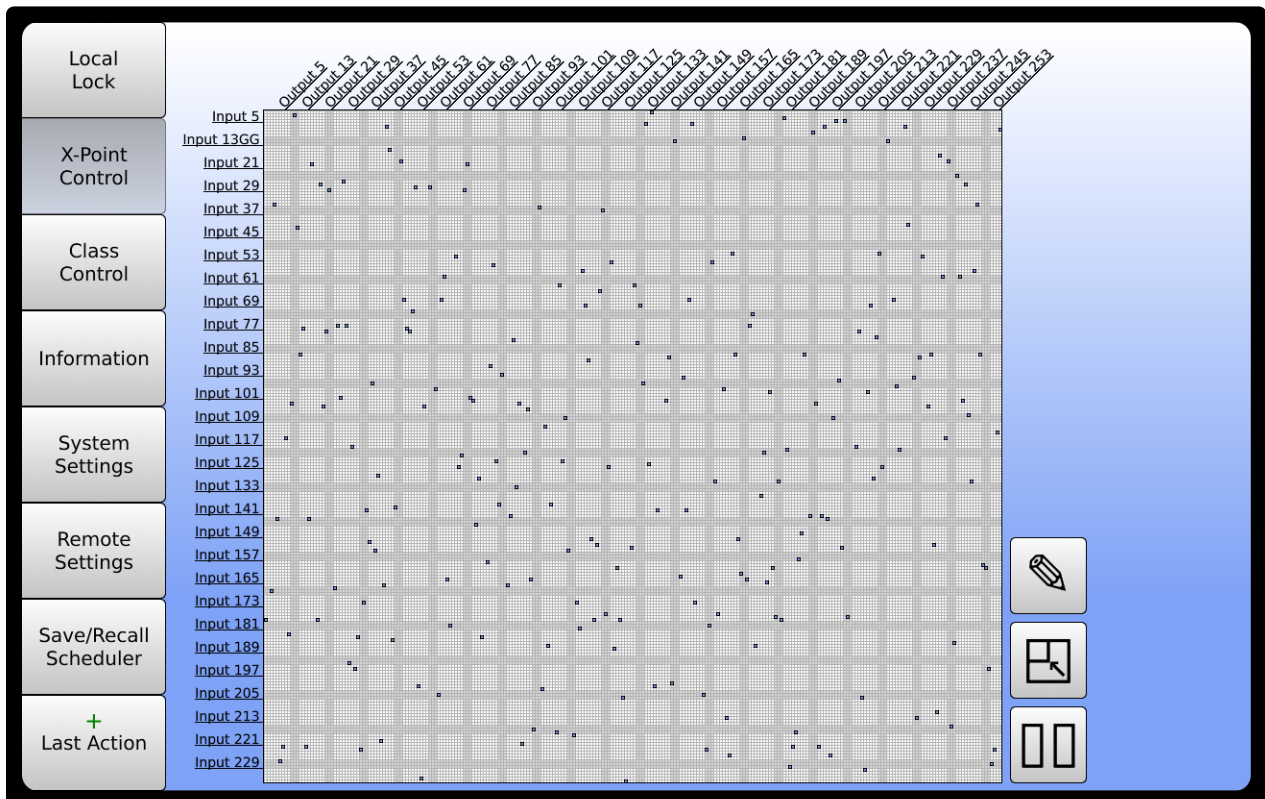 Local
Lock
X-Point
Control
Class
Control
Information
System
Settings
Remote
Settings
Save/Recall
Scheduler
+
Last Action
Output 5
Output 13
Output 21
Output 29
Output 37
Output 45
Output 53
Output 61
Output 69
Output 77
Output 85
Output 93
Output 101
Output 109
Output 117
Output 125
Output 133
Output 141
Output 149
Output 157
Output 165
Output 173
Output 181
Output 189
Output 197
Output 205
Output 213
Output 221
Output 229
Output 237
Output 245
Output 253
Input 5
Input 13GG
Input 21
Input 29
Input 37
Input 45
Input 53
Input 61
Input 69
Input 77
Input 85
Input 93
Input 101
Input 109
Input 117
Input 125
Input 133
Input 141
Input 149
Input 157
Input 165
Input 173
Input 181
Input 189
Input 197
Input 205
Input 213
Input 221
Input 229